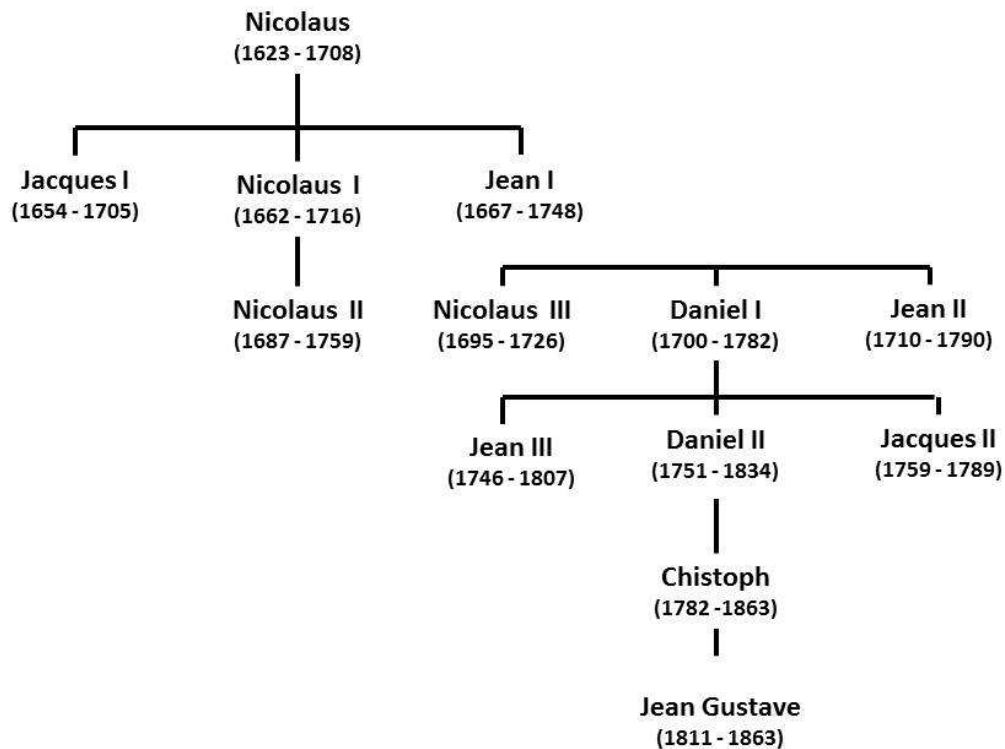 Nicolaus
(1623 - 1708)
Jacques I
(1654 - 1705)
Nicolaus I
(1662 - 1716)
Jean I
(1667 - 1748)
Nicolaus II
(1687 - 1759)
Nicolaus III
(1695 - 1726)
Daniel I
(1700 - 1782)
Jean II
(1710 - 1790)
Jean III
(1746 - 1807)
Daniel II
(1751 - 1834)
Jacques II
(1759 - 1789)
Chistoph
(1782 -1863)
Jean Gustave
(1811 - 1863)